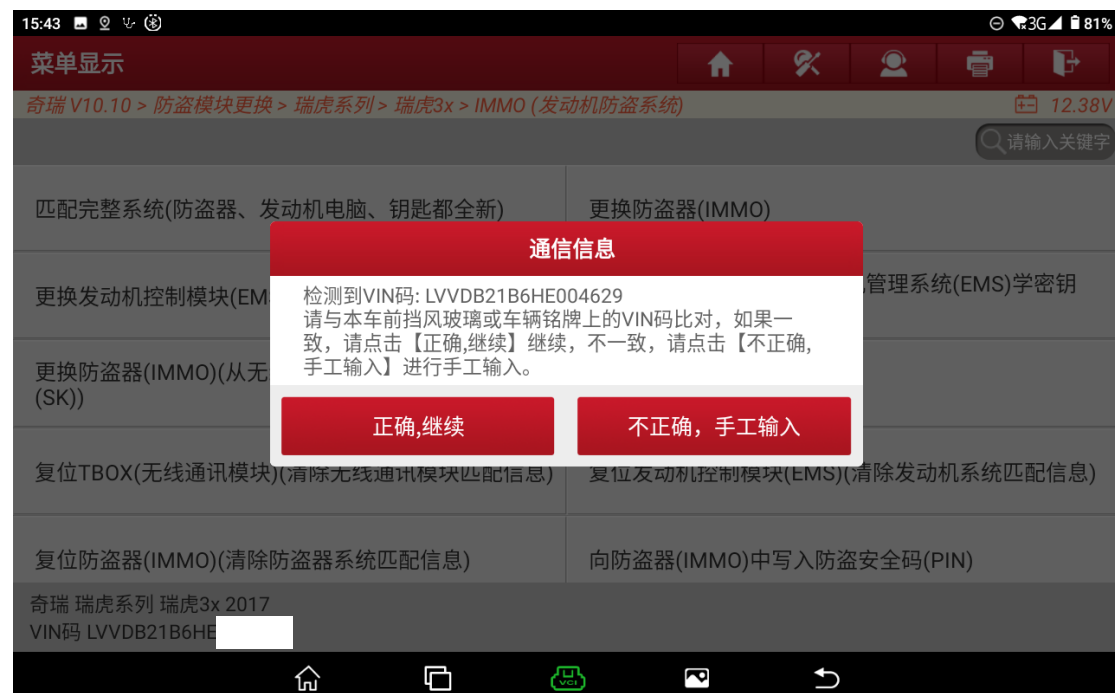 15:43
3G
81%
菜单显示
奇瑞 V10.10 > 防盗模块更换 > 瑞虎系列 > 瑞虎3x > IMMO (发动机防盗系统)
12.38V
请输入关键字
匹配完整系统(防盗器、发动机电脑、钥匙都全新)
更换防盗器(IMMO)
通信信息
更换发动机控制模块(EM
管理系统(EMS)学密钥
检测到VIN码: LVVDB21B6HE004629
请与本车前挡风玻璃或车辆铭牌上的VIN码比对，如果一
致，请点击【正确,继续】继续，不一致，请点击【不正确,
手工输入】进行手工输入。
更换防盗器(IMMO)(从无
(SK))
正确,继续
不正确，手工输入
复位TBOX(无线通讯模块)(清除无线通讯模块匹配信息)
复位发动机控制模块(EMS)(清除发动机系统匹配信息)
复位防盗器(IMMO)(清除防盗器系统匹配信息)
向防盗器(IMMO)中写入防盗安全码(PIN)
奇瑞 瑞虎系列 瑞虎3x 2017
VIN码 LVVDB21B6HE
VCI